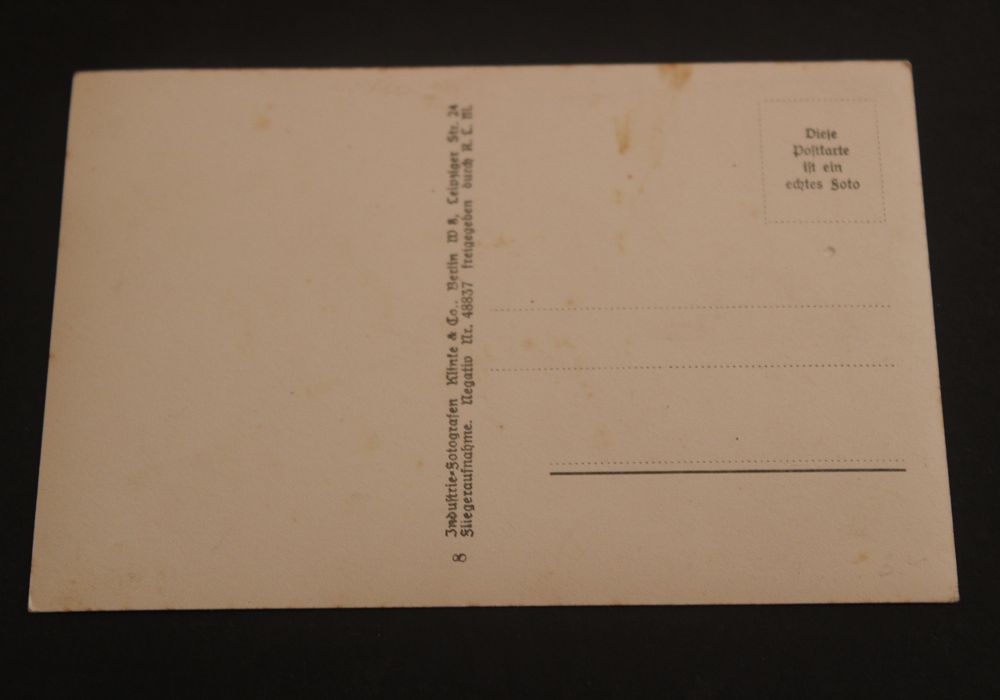 Diese
Postkarte
ist ein
echtes Foto
Industrie-Fotografen Klinke & Co., Berlin W 8, Leipziger Str. 24
Fliegeraufnahme. Negativ Nr. 48837 freigegeben durch R. L. M.
8